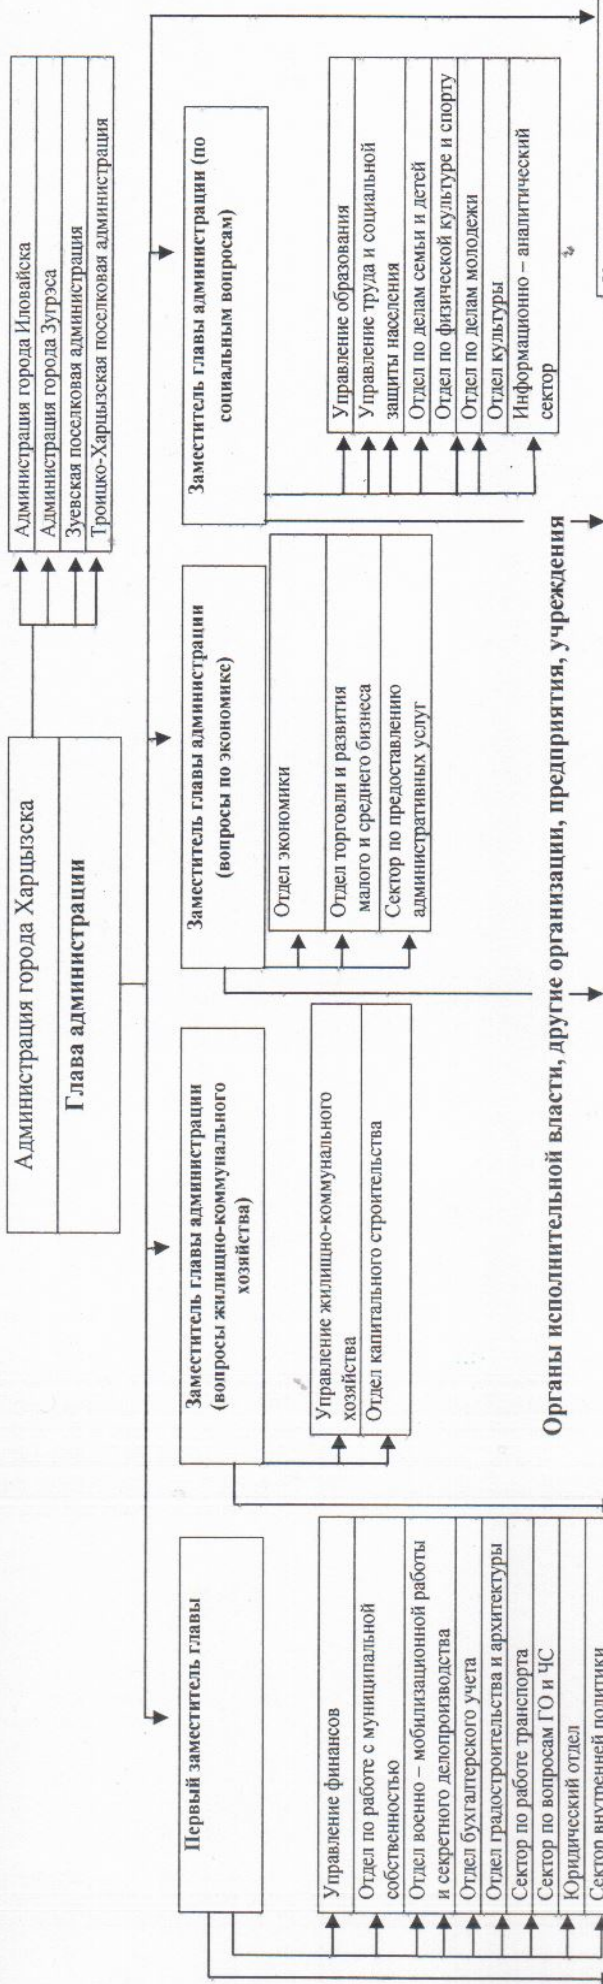 Администрация города Харцызска
Глава администрации
Администрация города Иловайска
Администрация города Зугрэса
Зуевская поселковая администрация
Троицко-Харцызская поселковая администрация
Первый заместитель главы
Управление финансов
Отдел по работе с муниципальной
собственностью
Отдел военно – мобилизационной работы
и секретного делопроизводства
Отдел бухгалтерского учета
Отдел градостроительства и архитектуры
Сектор по работе транспорта
Сектор по вопросам ГО и ЧС
Юридический отдел
Сектор внутренней политики
Заместитель главы администрации
(вопросы жилищно-коммунального
хозяйства)
Управление жилищно-коммунального
хозяйства
Отдел капитального строительства
Заместитель главы администрации
(вопросы по экономике)
Отдел экономики
Отдел торговли и развития
малого и среднего бизнеса
Сектор по предоставлению
административных услуг
Заместитель главы администрации (по
социальным вопросам)
Управление образования
Управление труда и социальной
защиты населения
Отдел по делам семьи и детей
Отдел по физической культуре и спорту
Отдел по делам молодежи
Отдел культуры
Информационно – аналитический
сектор
Органы исполнительной власти, другие организации, предприятия, учреждения